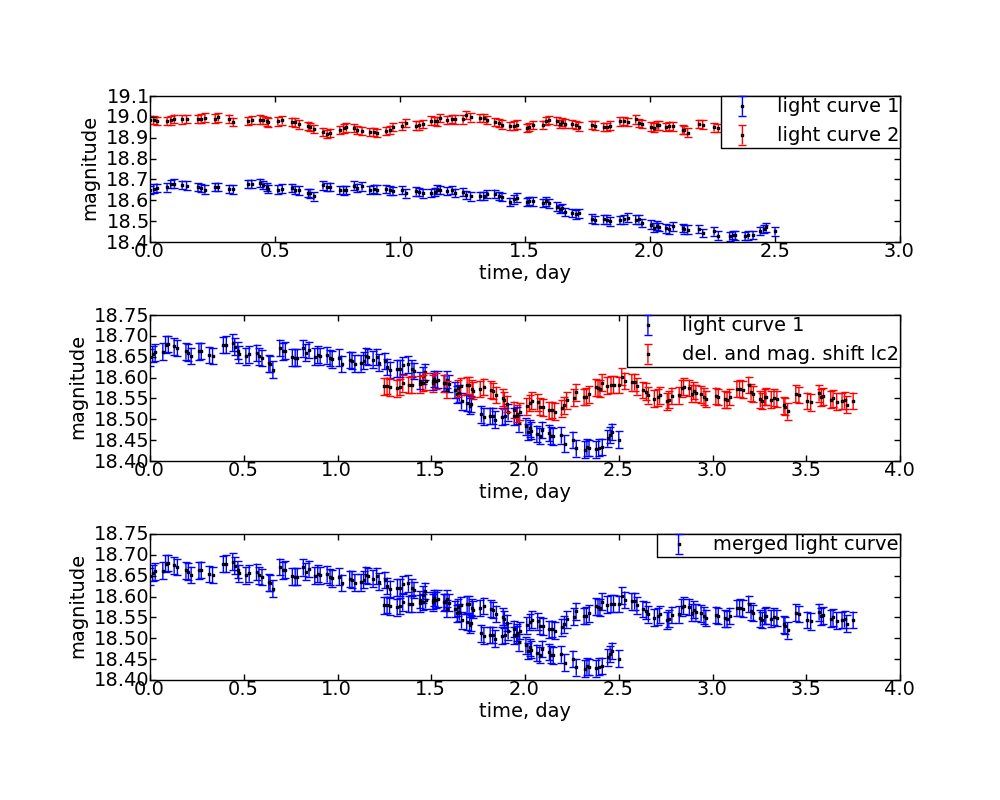 19.1
19.0
18.9
18.8
18.7
18.6
18.5
18.4
magnitude
light curve 1
light curve 2
0.0 0.5 1.0 1.5 2.0 2.5 3.0
time, day
18.75
18.70
18.65
18.60
18.55
18.50
18.45
18.40
magnitude
light curve 1
del. and mag. shift lc2
0.0 0.5 1.0 1.5 2.0 2.5 3.0 3.5 4.0
time, day
18.75
18.70
18.65
18.60
18.55
18.50
18.45
18.40
magnitude
merged light curve
0.0 0.5 1.0 1.5 2.0 2.5 3.0 3.5 4.0
time, day